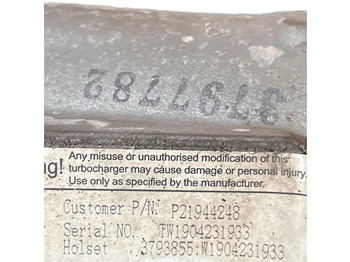 3797782
ng!
Any misuse or unauthorised modification of this
turbocharger may cause damage or personal injury.
Use only as specified by the manufacturer.
Customer P/N: P21944248
Serial NO. TW1904231933
Holset 3793855:W1904231933